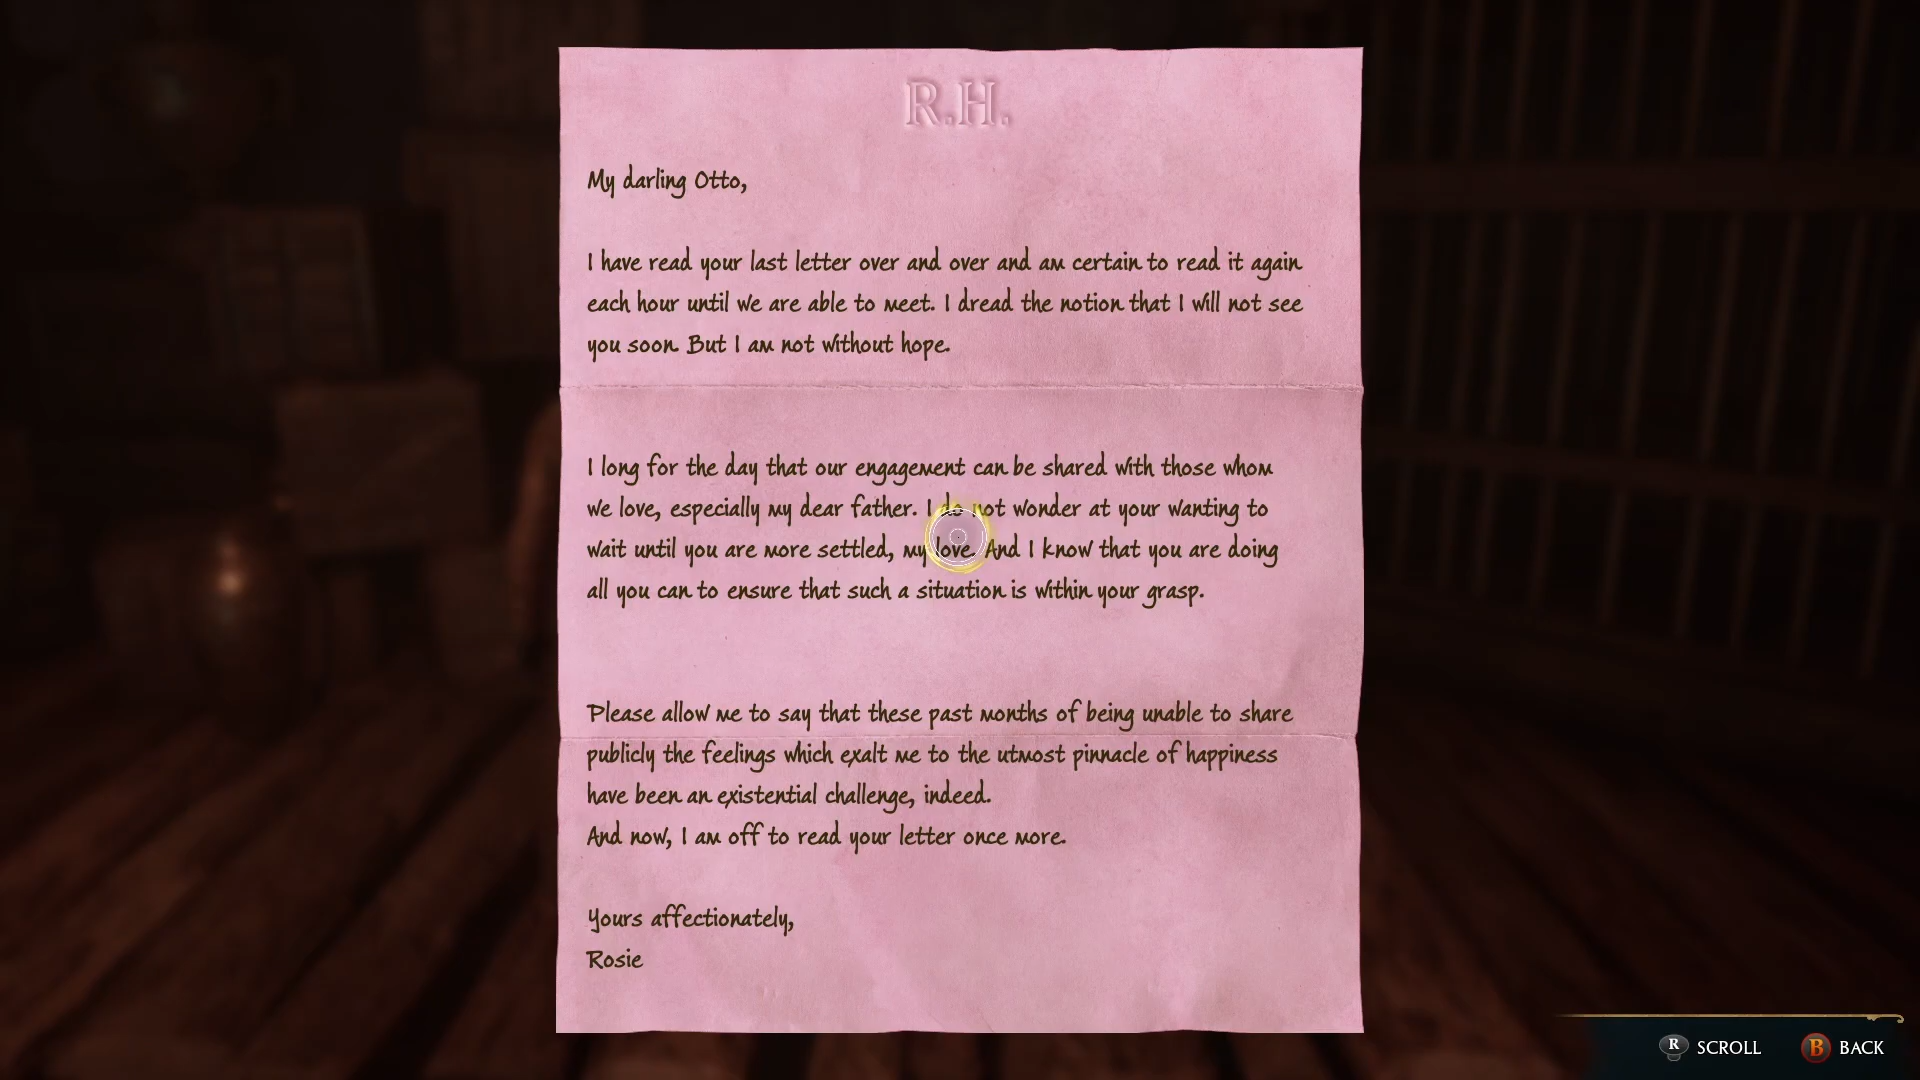 R.H.
My darling Otto,
I have read your last letter over and over and am certain to read it again
each hour until we are able to meet. I dread the notion that I will not see
you soon. But I am not without hope.
I long for the day that our engagement can be shared with those whom
we love, especially my dear father. I do not wonder at your wanting to
wait until you are more settled, my love. And I know that you are doing
all you can to ensure that such a situation is within your grasp.
Please allow me to say that these past months of being unable to share
publicly the feelings which exalt me to the utmost pinnacle of happiness
have been an existential challenge, indeed.
And now, I am off to read your letter once more.
Yours affectionately,
Rosie
R SCROLL B BACK